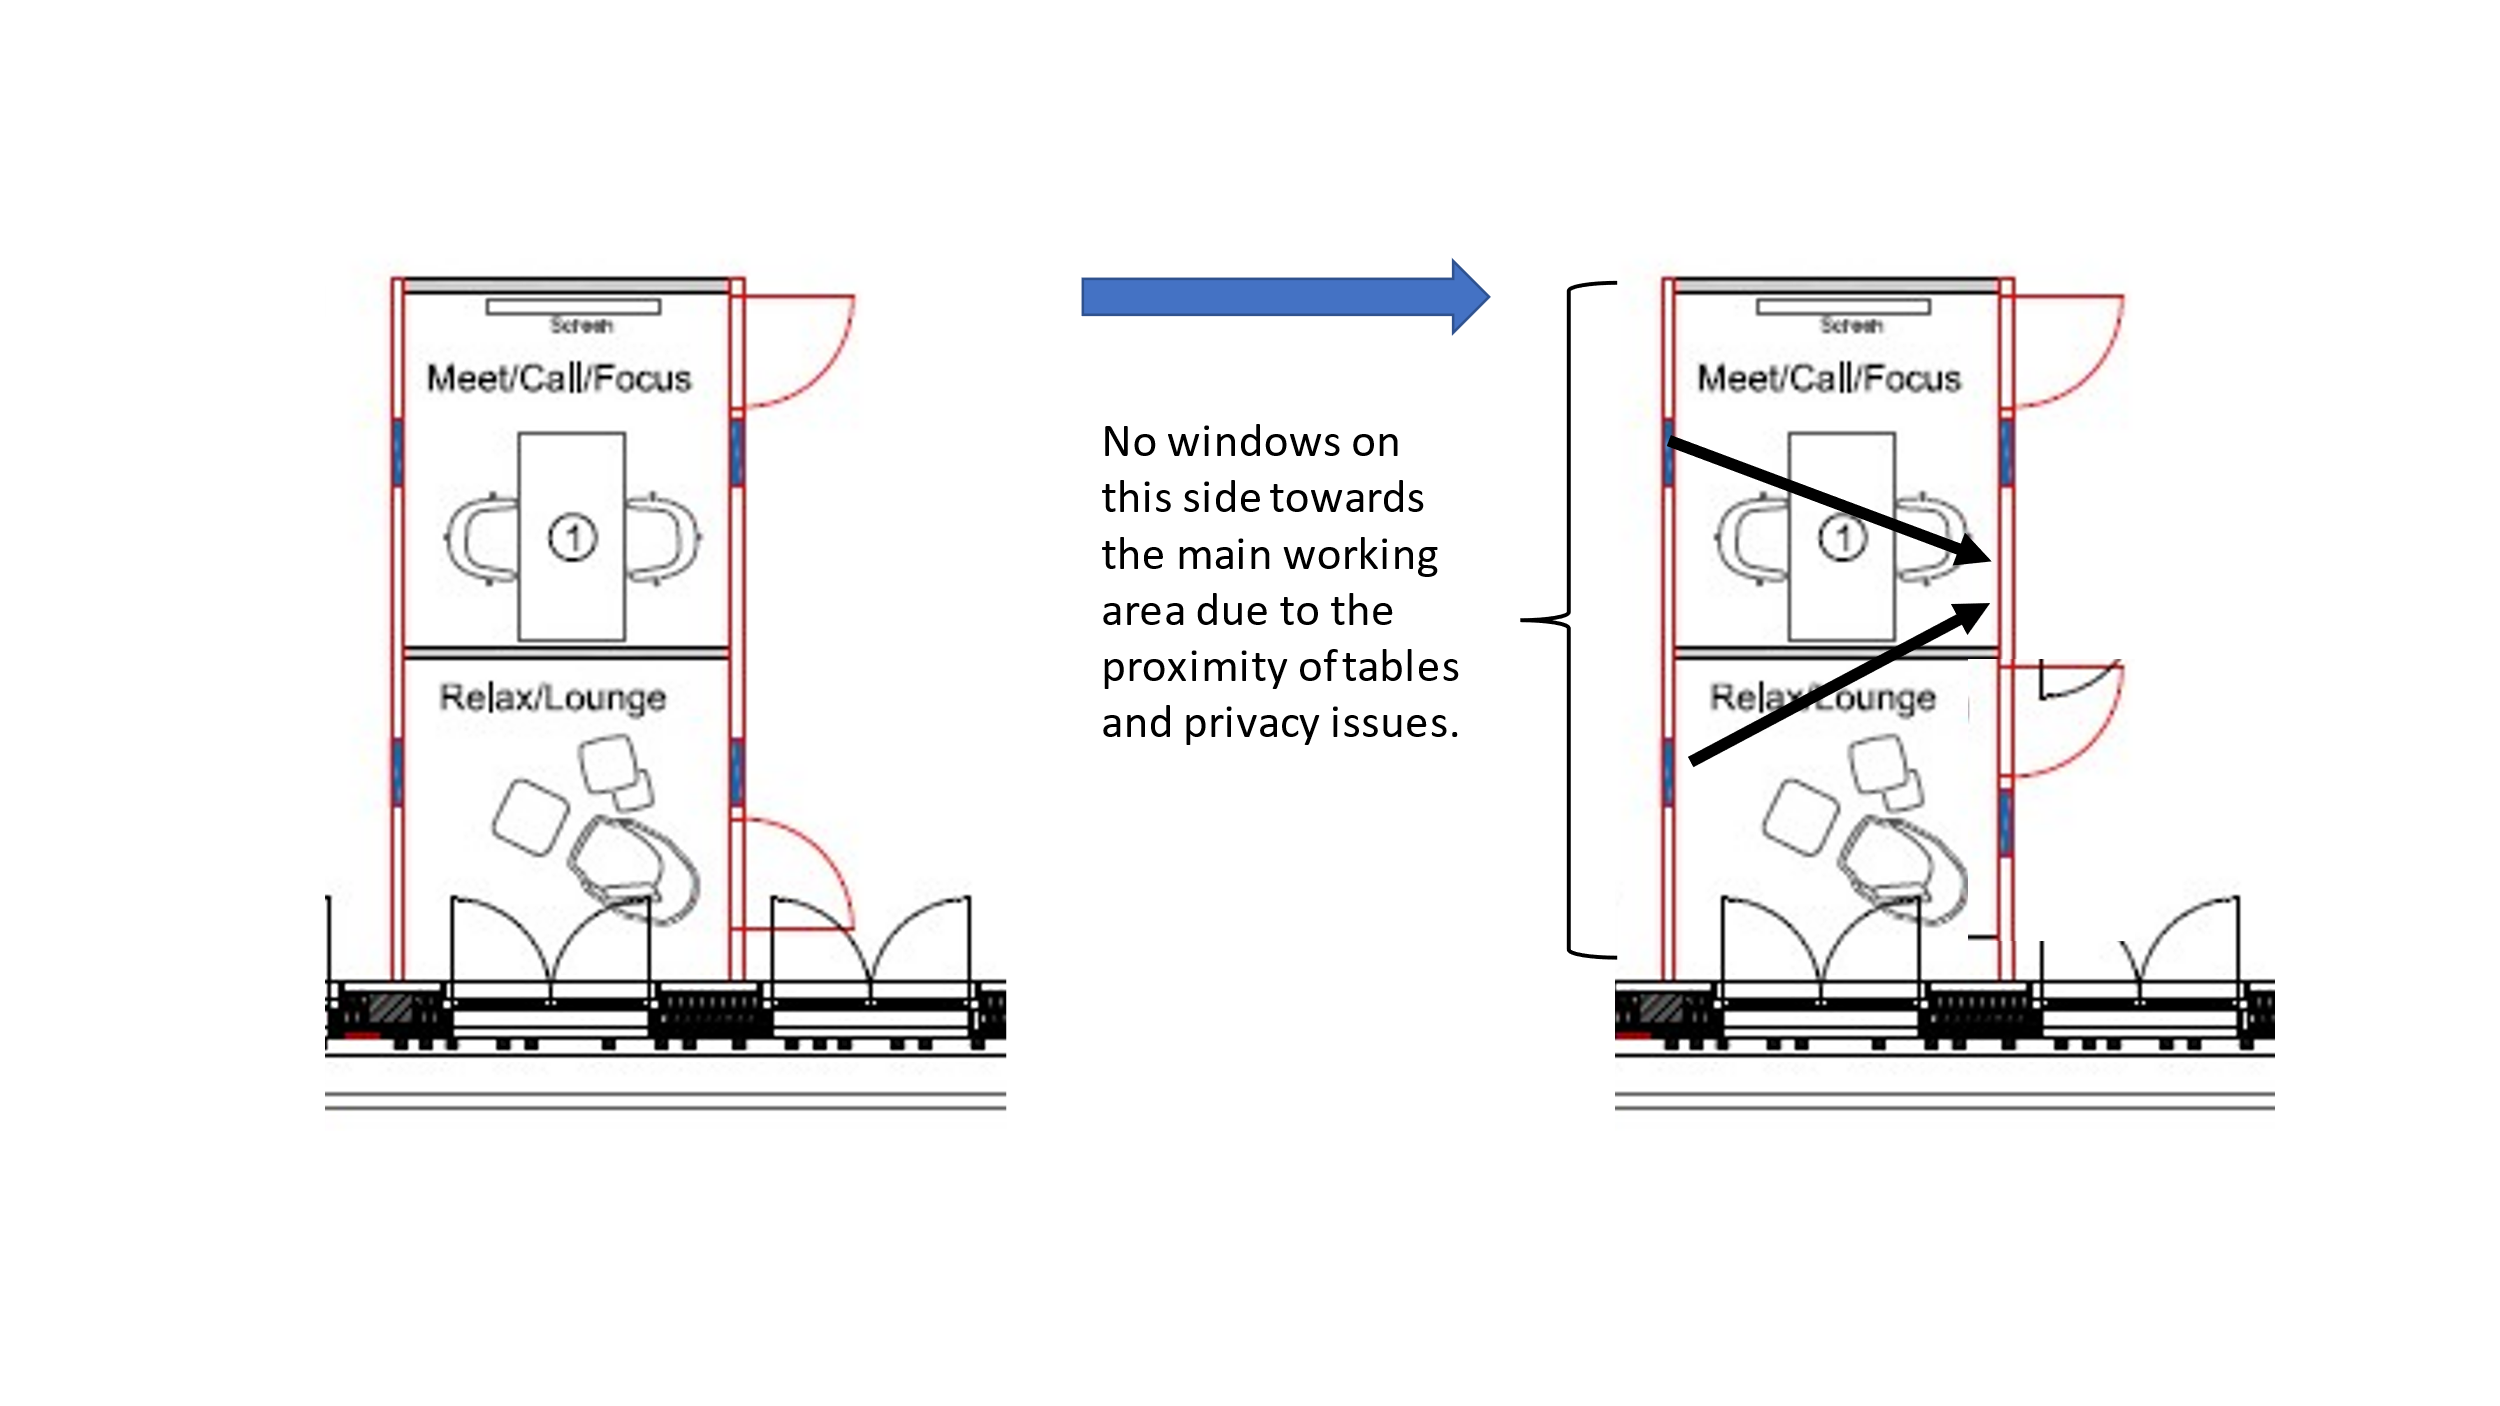 Screen
Meet/Call/Focus
1
Relax/Lounge
No windows on
this side towards
the main working
area due to the
proximity of tables
and privacy issues.
Screen
Meet/Call/Focus
1
Relax/Lounge